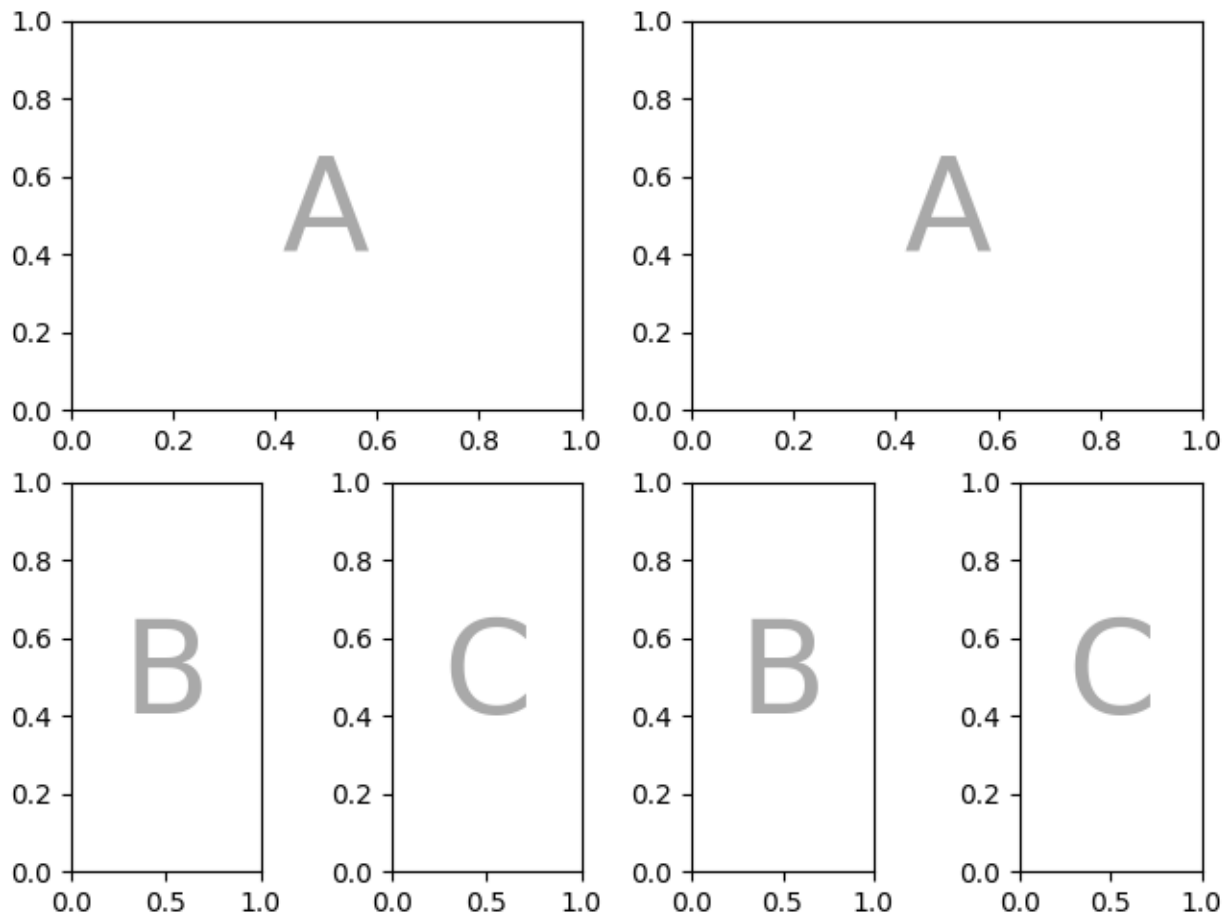 1.0 1.0
0.8 0.8
0.6 A 0.6 A
0.4 0.4
0.2 0.2
0.0 0.0
0.0 0.2 0.4 0.6 0.8 1.0 0.0 0.2 0.4 0.6 0.8 1.0
1.0 1.0 1.0 1.0
0.8 0.8 0.8 0.8
0.6 B 0.6 C 0.6 B 0.6 C
0.4 0.4 0.4 0.4
0.2 0.2 0.2 0.2
0.0 0.0 0.0 0.0
0.0 0.5 1.0 0.0 0.5 1.0 0.0 0.5 1.0 0.0 0.5 1.0